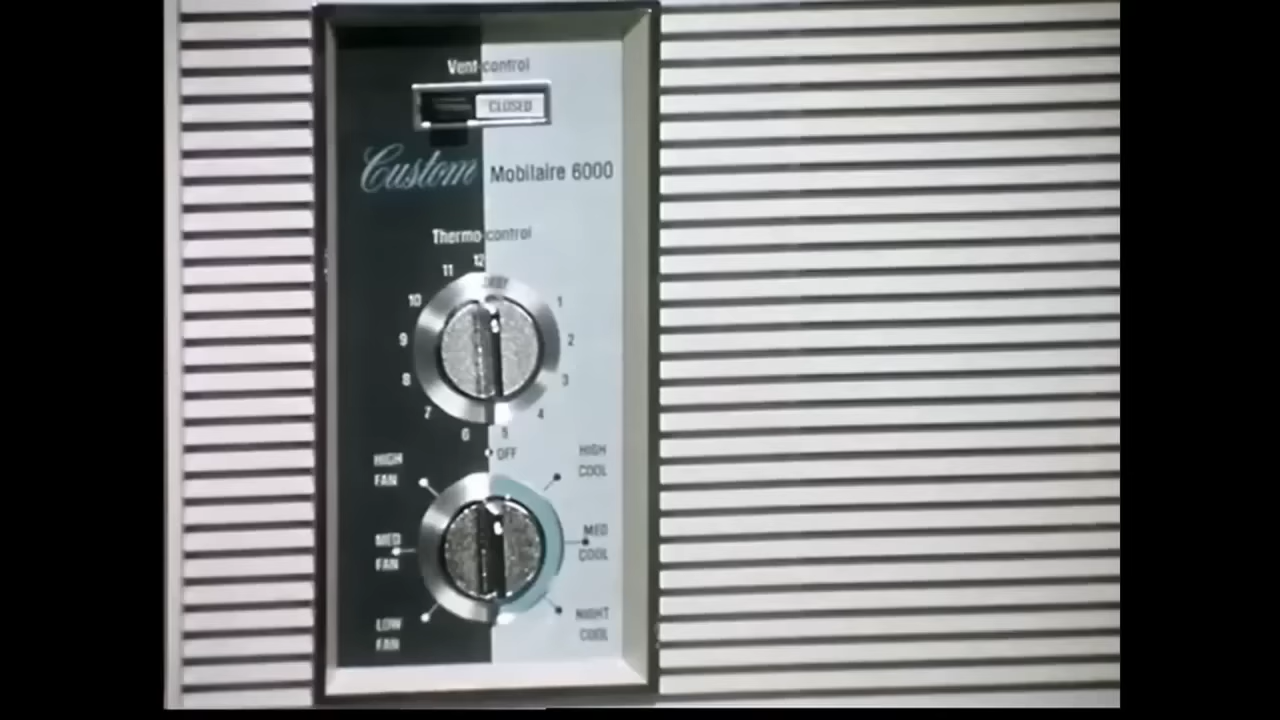 Vent control
CLOSED
Custom Mobilaire 6000
Thermo control
12
11 1
10 2
9 3
8 4
7 5
6
OFF
HIGH FAN
HIGH COOL
MED FAN
MED COOL
LOW FAN
NIGHT COOL